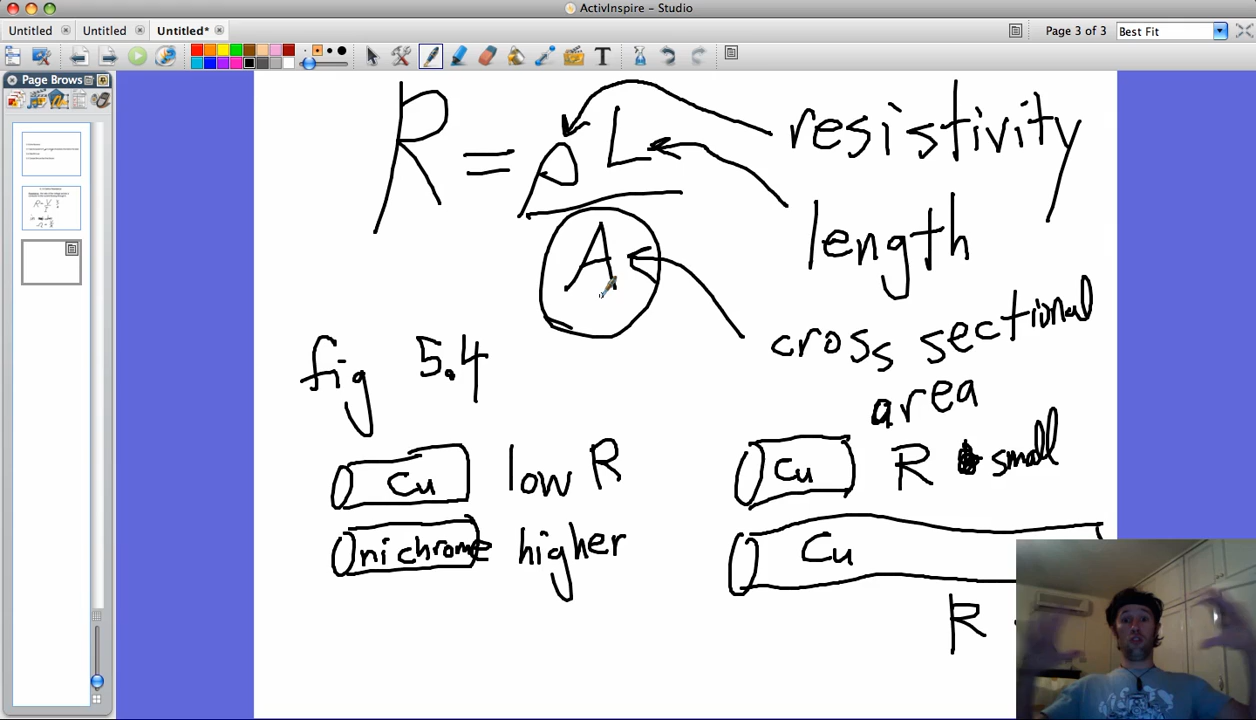 ActivInspire – Studio
Untitled
Untitled
Untitled*
Page 3 of 3
Best Fit
Page Brows
T
R = ρL
A
resistivity
length
cross sectional
area
fig 5.4
Cu low R
nichrome higher
Cu R small
Cu
R